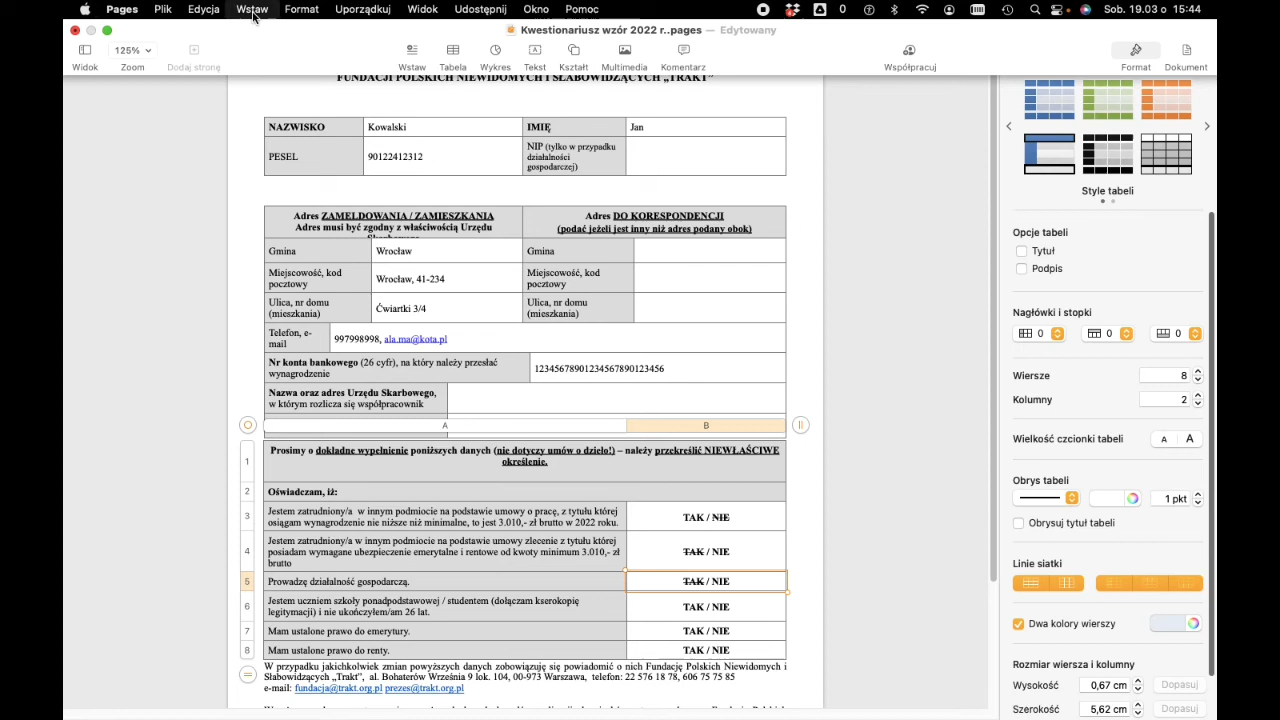 Pages Plik Edycja Wstaw Format Uporządkuj Widok Udostępnij Okno Pomoc 0 Sob. 19.03 o 15:44
Kwestionariusz wzór 2022 r..pages — Edytowany
125%
Widok Zoom Dodaj stronę Wstaw Tabela Wykres Tekst Kształt Multimedia Komentarz Współpracuj Format Dokument
FUNDACJI POLSKICH NIEWIDOMYCH I SŁABOWIDZĄCYCH „TRAKT”
NAZWISKO Kowalski IMIĘ Jan
PESEL 90122412312 NIP (tylko w przypadku
działalności
gospodarczej)
Adres ZAMELDOWANIA / ZAMIESZKANIA
Adres musi być zgodny z właściwością Urzędu
Adres DO KORESPONDENCJI
(podać jeżeli jest inny niż adres podany obok)
Gmina Wrocław Gmina
Miejscowość, kod
pocztowy
Wrocław, 41-234
Miejscowość, kod
pocztowy
Ulica, nr domu
(mieszkania)
Ćwiartki 3/4
Ulica, nr domu
(mieszkania)
Telefon, e-
mail
997998998, ala.ma@kota.pl
Nr konta bankowego (26 cyfr), na który należy przesłać
wynagrodzenie
12345678901234567890123456
Nazwa oraz adres Urzędu Skarbowego,
w którym rozlicza się współpracownik
A B
1
Prosimy o dokładne wypełnienie poniższych danych (nie dotyczy umów o dzieło!) – należy przekreślić NIEWŁAŚCIWE
określenie.
2 Oświadczam, iż:
3
Jestem zatrudniony/a w innym podmiocie na podstawie umowy o pracę, z tytułu której
osiągam wynagrodzenie nie niższe niż minimalne, to jest 3.010,- zł brutto w 2022 roku.
TAK / NIE
4
Jestem zatrudniony/a w innym podmiocie na podstawie umowy zlecenie z tytułu której
posiadam wymagane ubezpieczenie emerytalne i rentowe od kwoty minimum 3.010,- zł
brutto
TAK / NIE
5 Prowadzę działalność gospodarczą. TAK / NIE
6
Jestem uczniem szkoły ponadpodstawowej / studentem (dołączam kserokopię
legitymacji) i nie ukończyłem/am 26 lat.
TAK / NIE
7 Mam ustalone prawo do emerytury. TAK / NIE
8 Mam ustalone prawo do renty. TAK / NIE
W przypadku jakichkolwiek zmian powyższych danych zobowiązuję się powiadomić o nich Fundację Polskich Niewidomych i
Słabowidzących „Trakt”, al. Bohaterów Września 9 lok. 104, 00-973 Warszawa, telefon: 22 576 18 78, 606 75 75 85
e-mail: fundacja@trakt.org.pl prezes@trakt.org.pl
Style tabeli
Opcje tabeli
Tytuł
Podpis
Nagłówki i stopki
0 0 0
Wiersze 8
Kolumny 2
Wielkość czcionki tabeli A A
Obrys tabeli
1 pkt
Obrysuj tytuł tabeli
Linie siatki
Dwa kolory wierszy
Rozmiar wiersza i kolumny
Wysokość 0,67 cm Dopasuj
Szerokość 5,62 cm Dopasuj